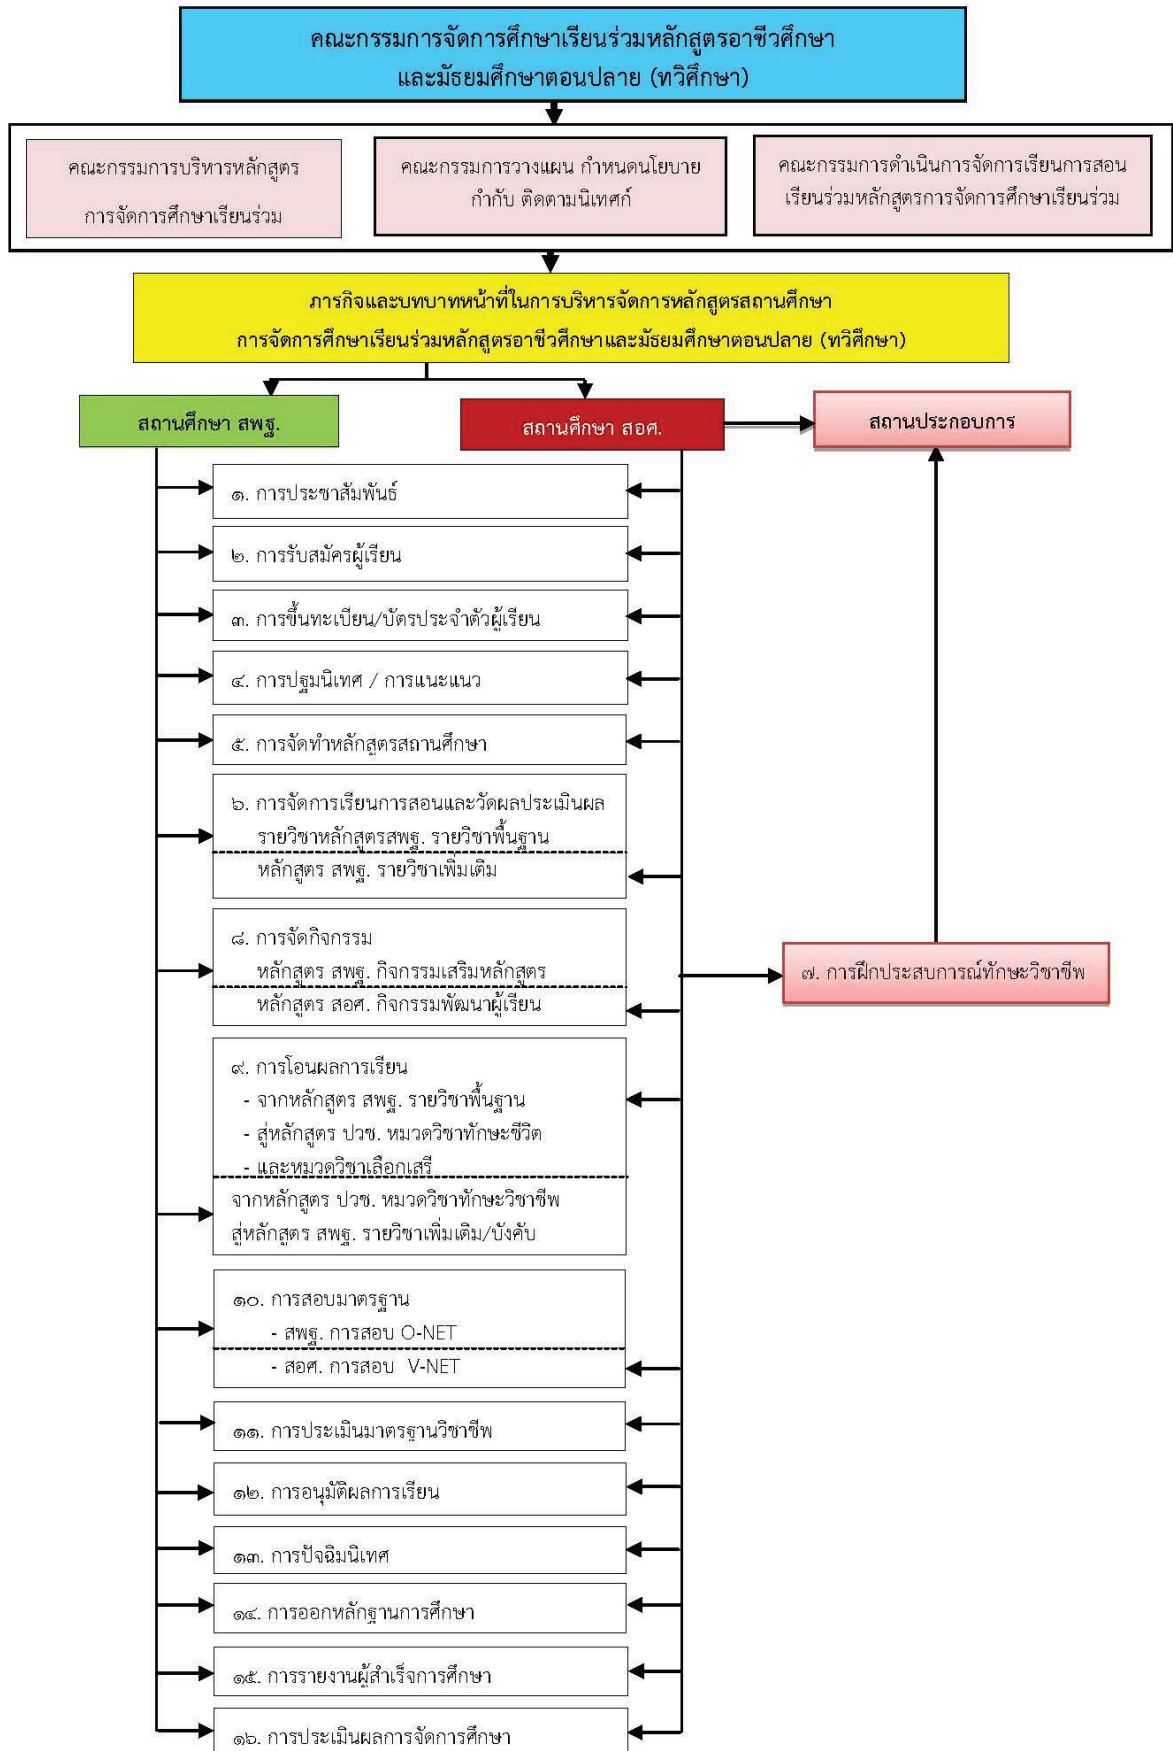 คณะกรรมการจัดการศึกษาเรียนร่วมหลักสูตรอาชีวศึกษา
และมัธยมศึกษาตอนปลาย (ทวิศึกษา)
คณะกรรมการบริหารหลักสูตร
การจัดการศึกษาเรียนร่วม
คณะกรรมการวางแผน กำหนดนโยบาย
กำกับ ติดตามนิเทศก์
คณะกรรมการดำเนินการจัดการเรียนการสอน
เรียนร่วมหลักสูตรการจัดการศึกษาเรียนร่วม
ภารกิจและบทบาทหน้าที่ในการบริหารจัดการหลักสูตรสถานศึกษา
การจัดการศึกษาเรียนร่วมหลักสูตรอาชีวศึกษาและมัธยมศึกษาตอนปลาย (ทวิศึกษา)
สถานศึกษา สพฐ.
สถานศึกษา สอศ.
สถานประกอบการ
๑. การประชาสัมพันธ์
๒. การรับสมัครผู้เรียน
๓. การขึ้นทะเบียน/บัตรประจำตัวผู้เรียน
๔. การปฐมนิเทศ / การแนะแนว
๕. การจัดทำหลักสูตรสถานศึกษา
๖. การจัดการเรียนการสอนและวัดผลประเมินผล
รายวิชาหลักสูตรสพฐ. รายวิชาพื้นฐาน
หลักสูตร สพฐ. รายวิชาเพิ่มเติม
๘. การจัดกิจกรรม
หลักสูตร สพฐ. กิจกรรมเสริมหลักสูตร
หลักสูตร สอศ. กิจกรรมพัฒนาผู้เรียน
๗. การฝึกประสบการณ์ทักษะวิชาชีพ
๙. การโอนผลการเรียน
- จากหลักสูตร สพฐ. รายวิชาพื้นฐาน
- สู่หลักสูตร ปวช. หมวดวิชาทักษะชีวิต
- และหมวดวิชาเลือกเสรี
จากหลักสูตร ปวช. หมวดวิชาทักษะวิชาชีพ
สู่หลักสูตร สพฐ. รายวิชาเพิ่มเติม/บังคับ
๑๐. การสอบมาตรฐาน
- สพฐ. การสอบ O-NET
- สอศ. การสอบ V-NET
๑๑. การประเมินมาตรฐานวิชาชีพ
๑๒. การอนุมัติผลการเรียน
๑๓. การปัจฉิมนิเทศ
๑๔. การออกหลักฐานการศึกษา
๑๕. การรายงานผู้สำเร็จการศึกษา
๑๖. การประเมินผลการจัดการศึกษา